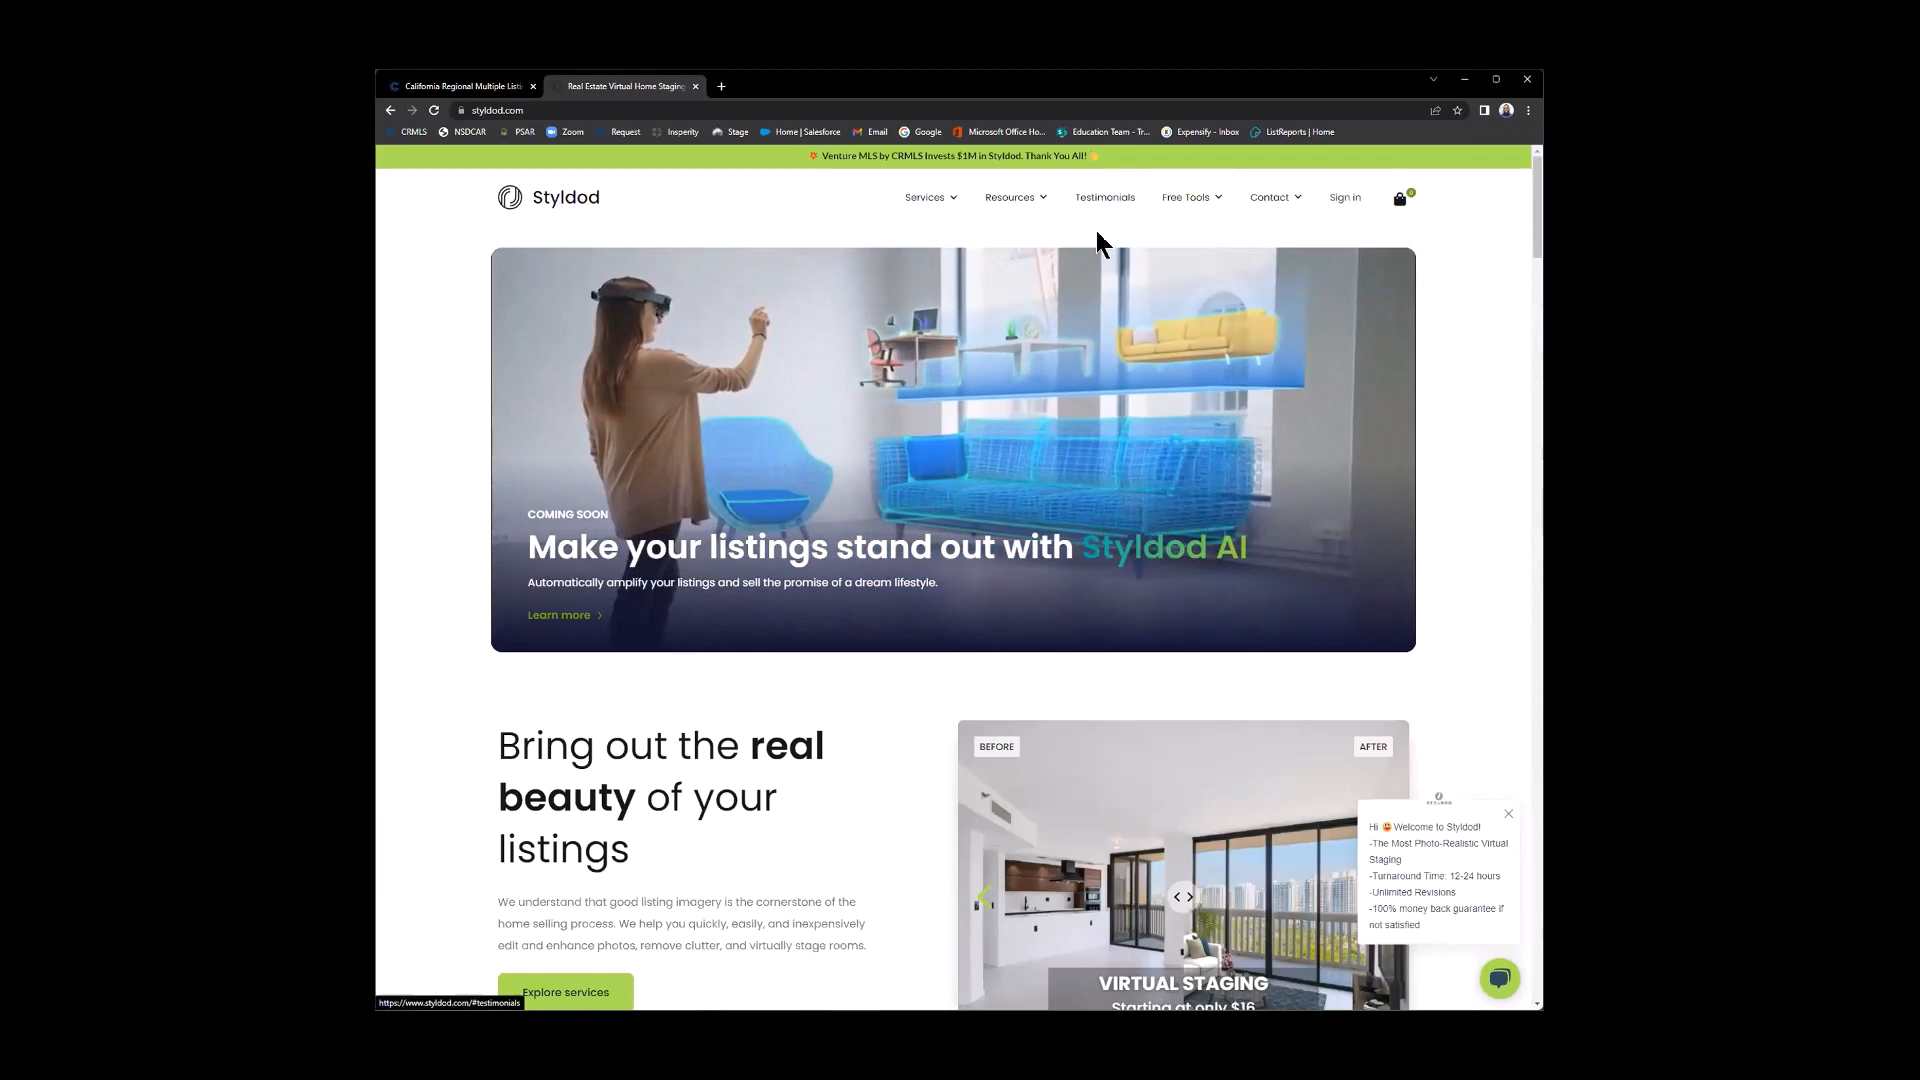 California Regional Multiple Listi
Real Estate Virtual Home Staging
styldod.com
CRMLS
NSDCAR
PSAR
Zoom
Request
Insperity
Stage
Home | Salesforce
Email
Google
Microsoft Office Ho...
Education Team - Tr...
Expensify - Inbox
ListReports | Home
Venture MLS by CRMLS Invests $1M in Styldod. Thank You All!
Styldod
Services
Resources
Testimonials
Free Tools
Contact
Sign in
0
COMING SOON
Make your listings stand out with Styldod AI
Automatically amplify your listings and sell the promise of a dream lifestyle.
Learn more
Bring out the real
beauty of your
listings
We understand that good listing imagery is the cornerstone of the
home selling process. We help you quickly, easily, and inexpensively
edit and enhance photos, remove clutter, and virtually stage rooms.
Explore services
BEFORE
AFTER
VIRTUAL STAGING
Starting at only $16
STYLDOD
Hi 😃 Welcome to Styldod!
-The Most Photo-Realistic Virtual
Staging
-Turnaround Time: 12-24 hours
-Unlimited Revisions
-100% money back guarantee if
not satisfied
https://www.styldod.com/#testimonials